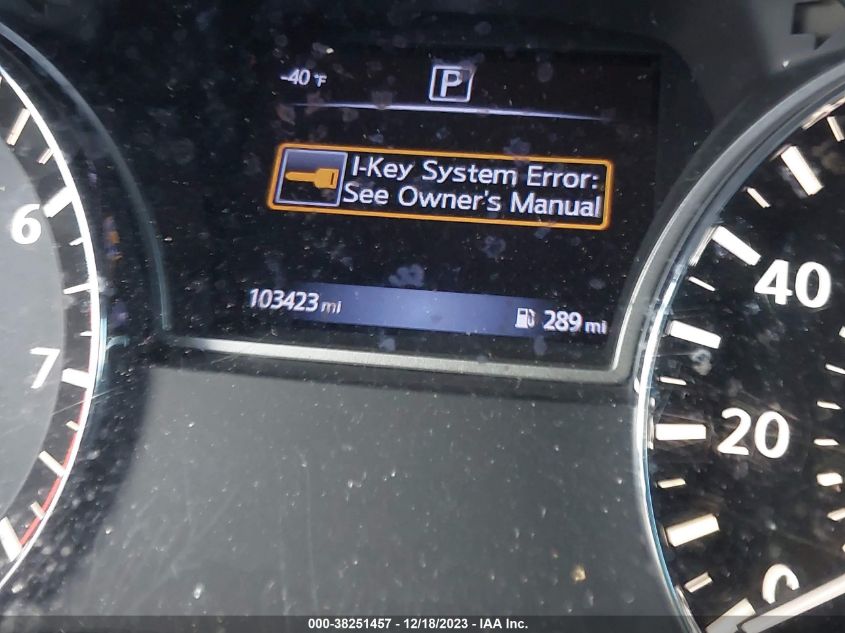 -40 °F
P
I-Key System Error:
See Owner's Manual
103423 mi
289 mi
6
7
40
20
0
000-38251457 - 12/18/2023 - IAA Inc.